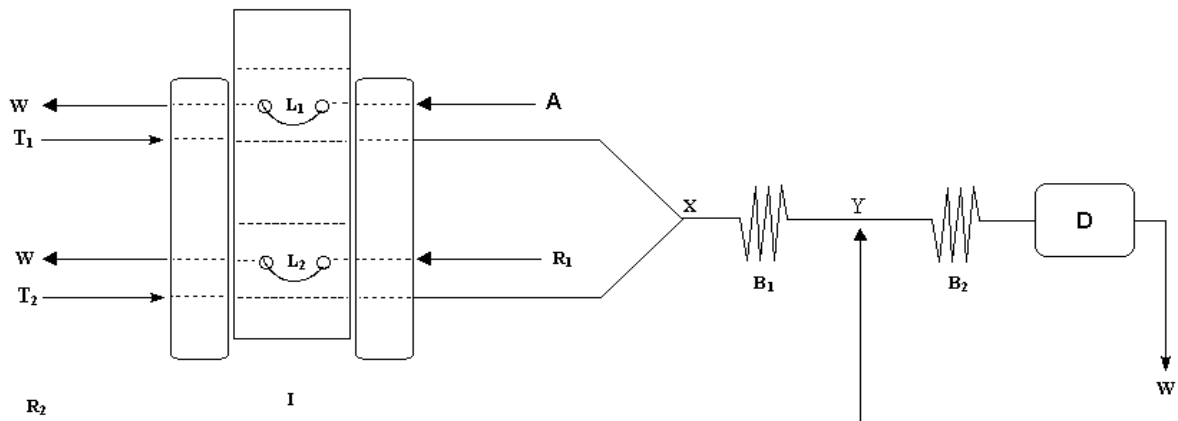 W L₁ A
T₁
X Y D
W L₂ R₁
B₁ B₂
T₂
W
R₂ I